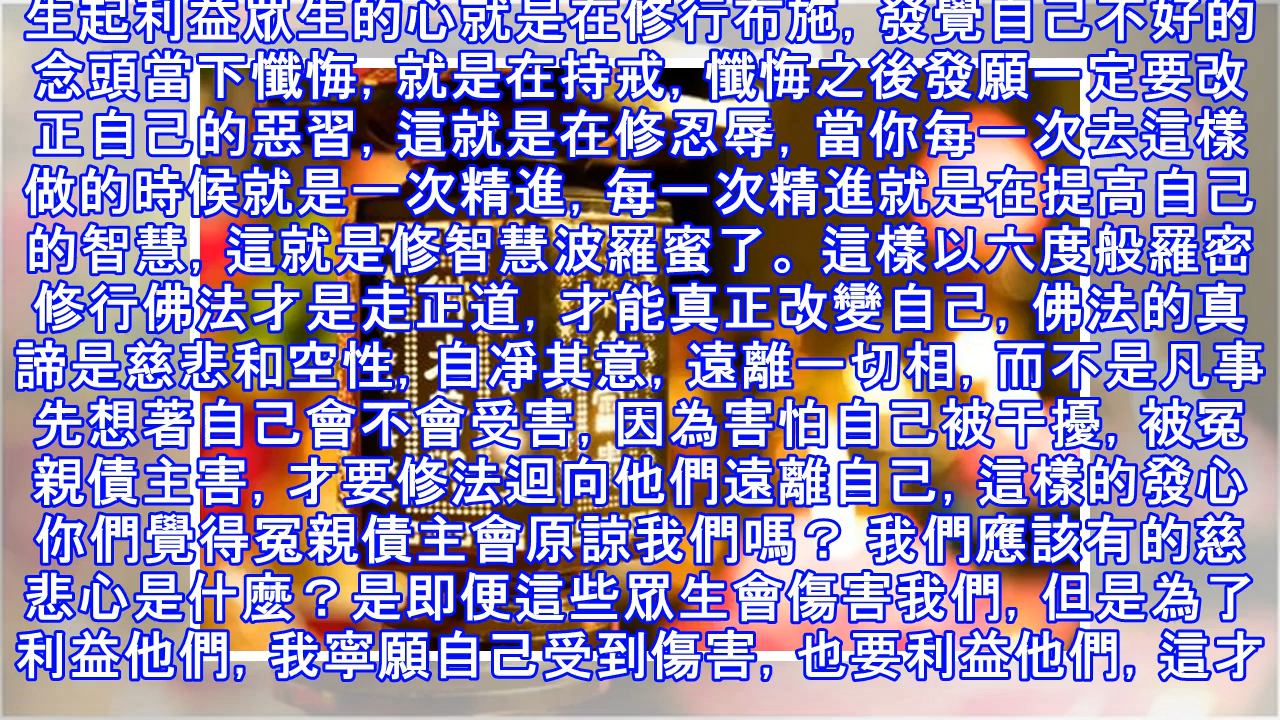 生起利益眾生的心就是在修行布施, 發覺自己不好的
念頭當下懺悔, 就是在持戒, 懺悔之後發願一定要改
正自己的惡習, 這就是在修忍辱, 當你每一次去這樣
做的時候就是一次精進, 每一次精進就是在提高自己
的智慧, 這就是修智慧波羅蜜了。這樣以六度般羅密
修行佛法才是走正道, 才能真正改變自己, 佛法的真
諦是慈悲和空性, 自凈其意, 遠離一切相, 而不是凡事
先想著自己會不會受害, 因為害怕自己被干擾, 被冤
親債主害, 才要修法迴向他們遠離自己, 這樣的發心
你們覺得冤親債主會原諒我們嗎？ 我們應該有的慈
悲心是什麼？是即便這些眾生會傷害我們, 但是為了
利益他們, 我寧願自己受到傷害, 也要利益他們, 這才